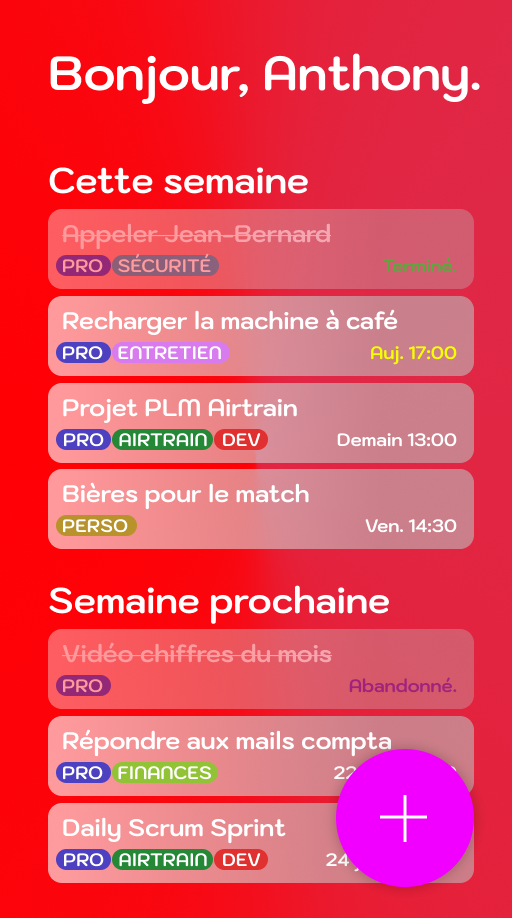 Bonjour, Anthony.
Cette semaine
Appeler Jean-Bernard
PRO SÉCURITÉ Terminé.
Recharger la machine à café
PRO ENTRETIEN Auj. 17:00
Projet PLM Airtrain
PRO AIRTRAIN DEV Demain 13:00
Bières pour le match
PERSO Ven. 14:30
Semaine prochaine
Vidéo chiffres du mois
PRO Abandonné.
Répondre aux mails compta
PRO FINANCES
Daily Scrum Sprint
PRO AIRTRAIN DEV 24